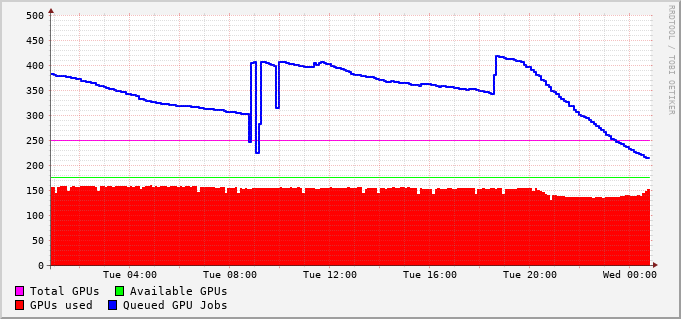 500
450
400
350
300
250
200
150
100
50
0
Tue 04:00 Tue 08:00 Tue 12:00 Tue 16:00 Tue 20:00 Wed 00:00
Total GPUs Available GPUs
GPUs used Queued GPU Jobs
RRDTOOL / TOBI OETIKER